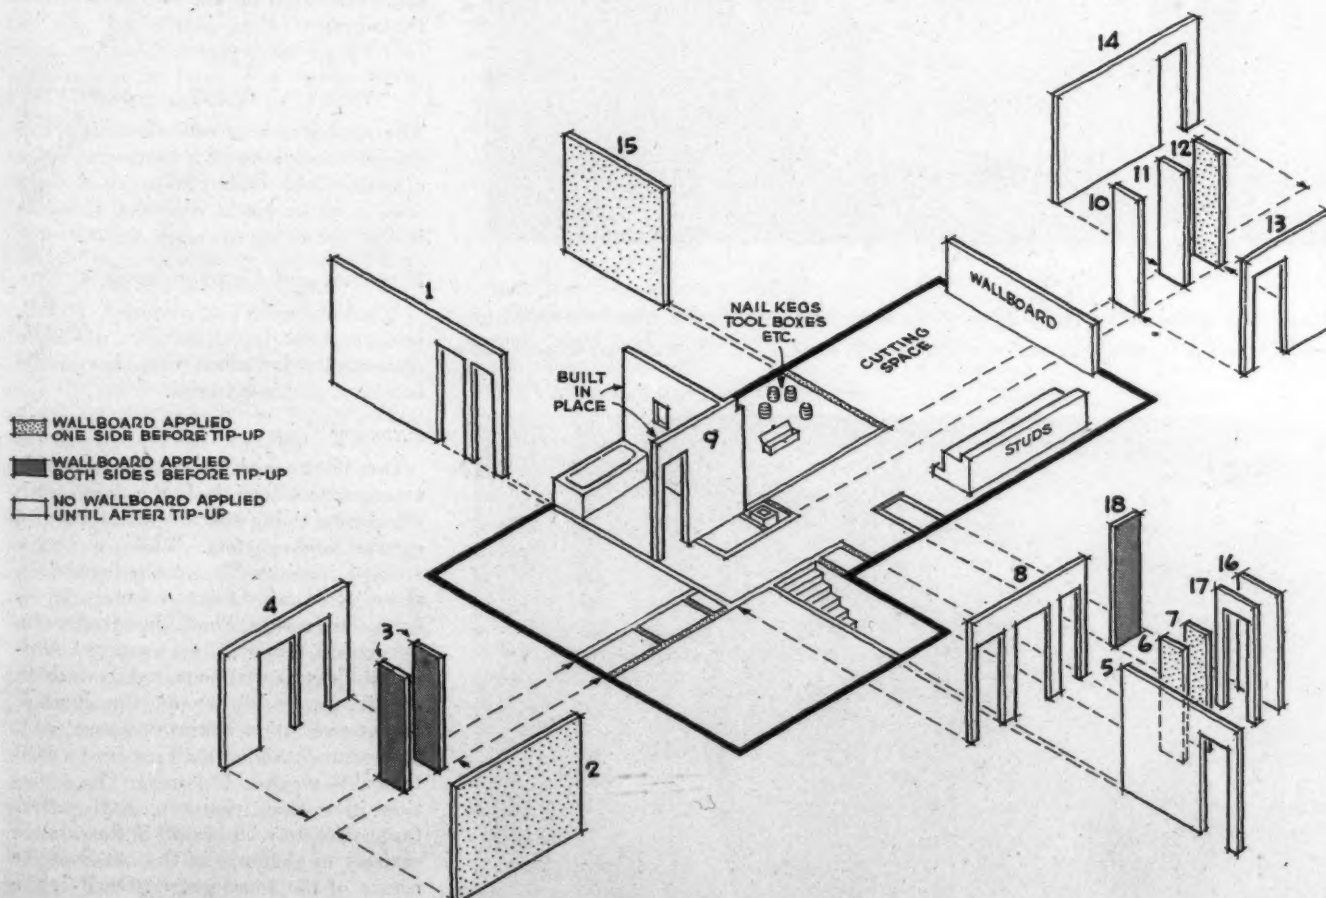 14
15
12
11
10
13
1
NAIL KEGS
TOOL BOXES
ETC.
WALLBOARD
CUTTING
SPACE
BUILT
IN
PLACE
9
STUDS
WALLBOARD APPLIED
ONE SIDE BEFORE TIP-UP
WALLBOARD APPLIED
BOTH SIDES BEFORE TIP-UP
NO WALLBOARD APPLIED
UNTIL AFTER TIP-UP
18
8
16
17
4
3
7
6
5
2